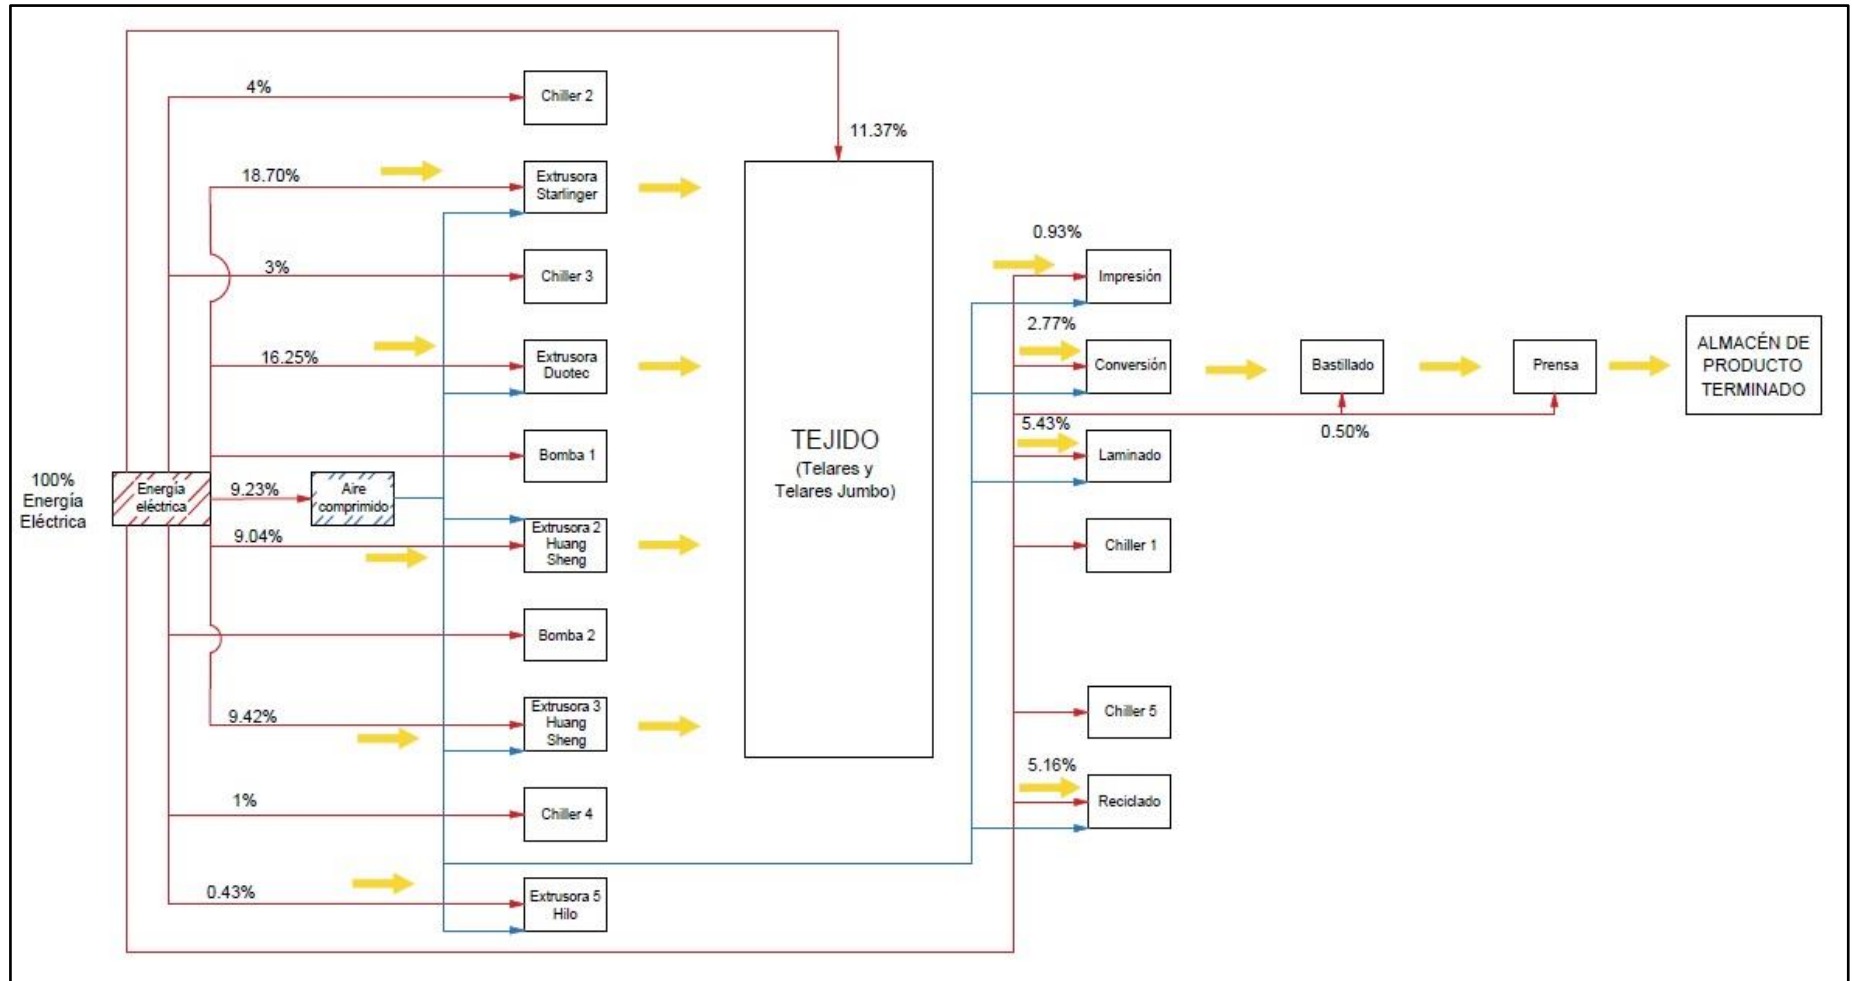 4%
Chiller 2
11.37%
18.70%
Extrusora
Starlinger
3%
Chiller 3
16.25%
Extrusora
Duotec
Bomba 1
100%
Energía
Eléctrica
Energía
eléctrica
9.23%
Aire
comprimido
9.04%
Extrusora 2
Huang
Sheng
Bomba 2
9.42%
Extrusora 3
Huang
Sheng
1%
Chiller 4
0.43%
Extrusora 5
Hilo
TEJIDO
(Telares y
Telares Jumbo)
0.93%
Impresión
2.77%
Conversión
Bastillado
Prensa
ALMACÉN DE
PRODUCTO
TERMINADO
0.50%
5.43%
Laminado
Chiller 1
Chiller 5
5.16%
Reciclado